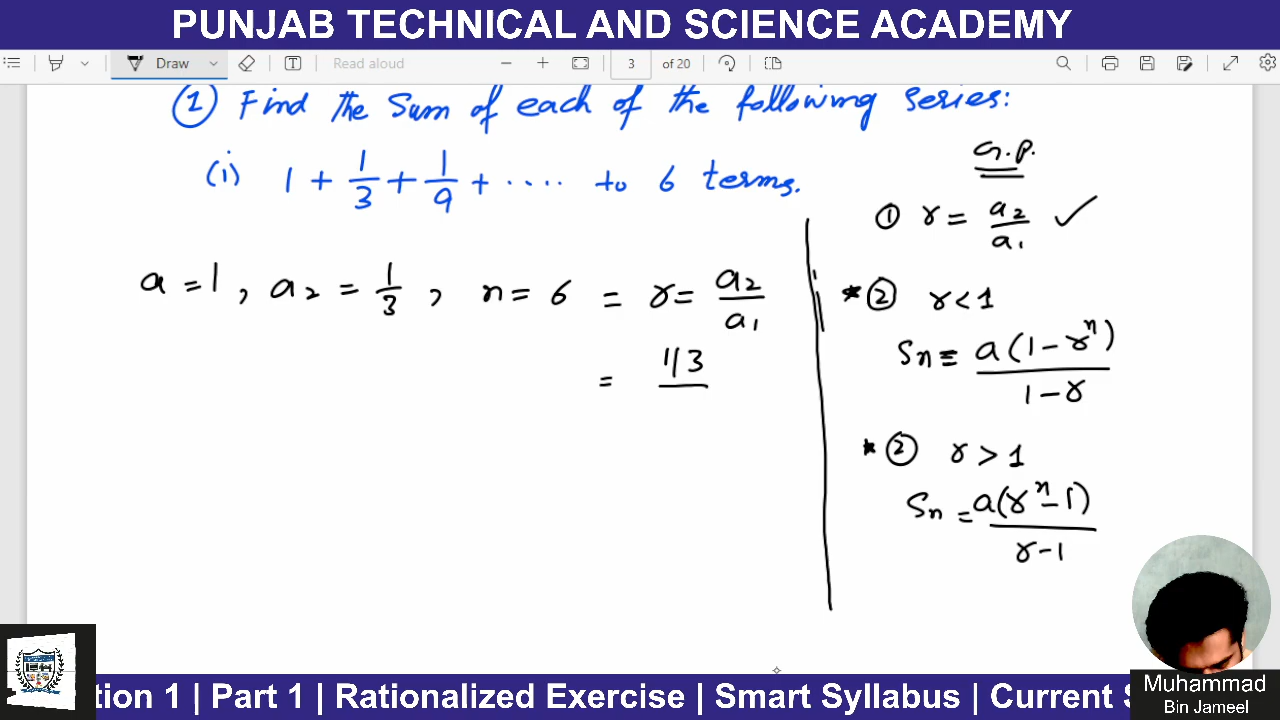 PUNJAB TECHNICAL AND SCIENCE ACADEMY
Draw
Read aloud
3 of 20
(1) Find the Sum of each of the following series:
(i) 1 + 1/3 + 1/9 + .... to 6 terms.
a = 1, a2 = 1/3, n = 6 = r = a2/a1
= 1/3
G.P.
① r = a2/a1 ✓
* ② r < 1
Sn = a(1 - r^n)/1 - r
* ② r > 1
Sn = a(r^n - 1)/r - 1
tion 1 | Part 1 | Rationalized Exercise | Smart Syllabus | Current S
Muhammad
Bin Jameel